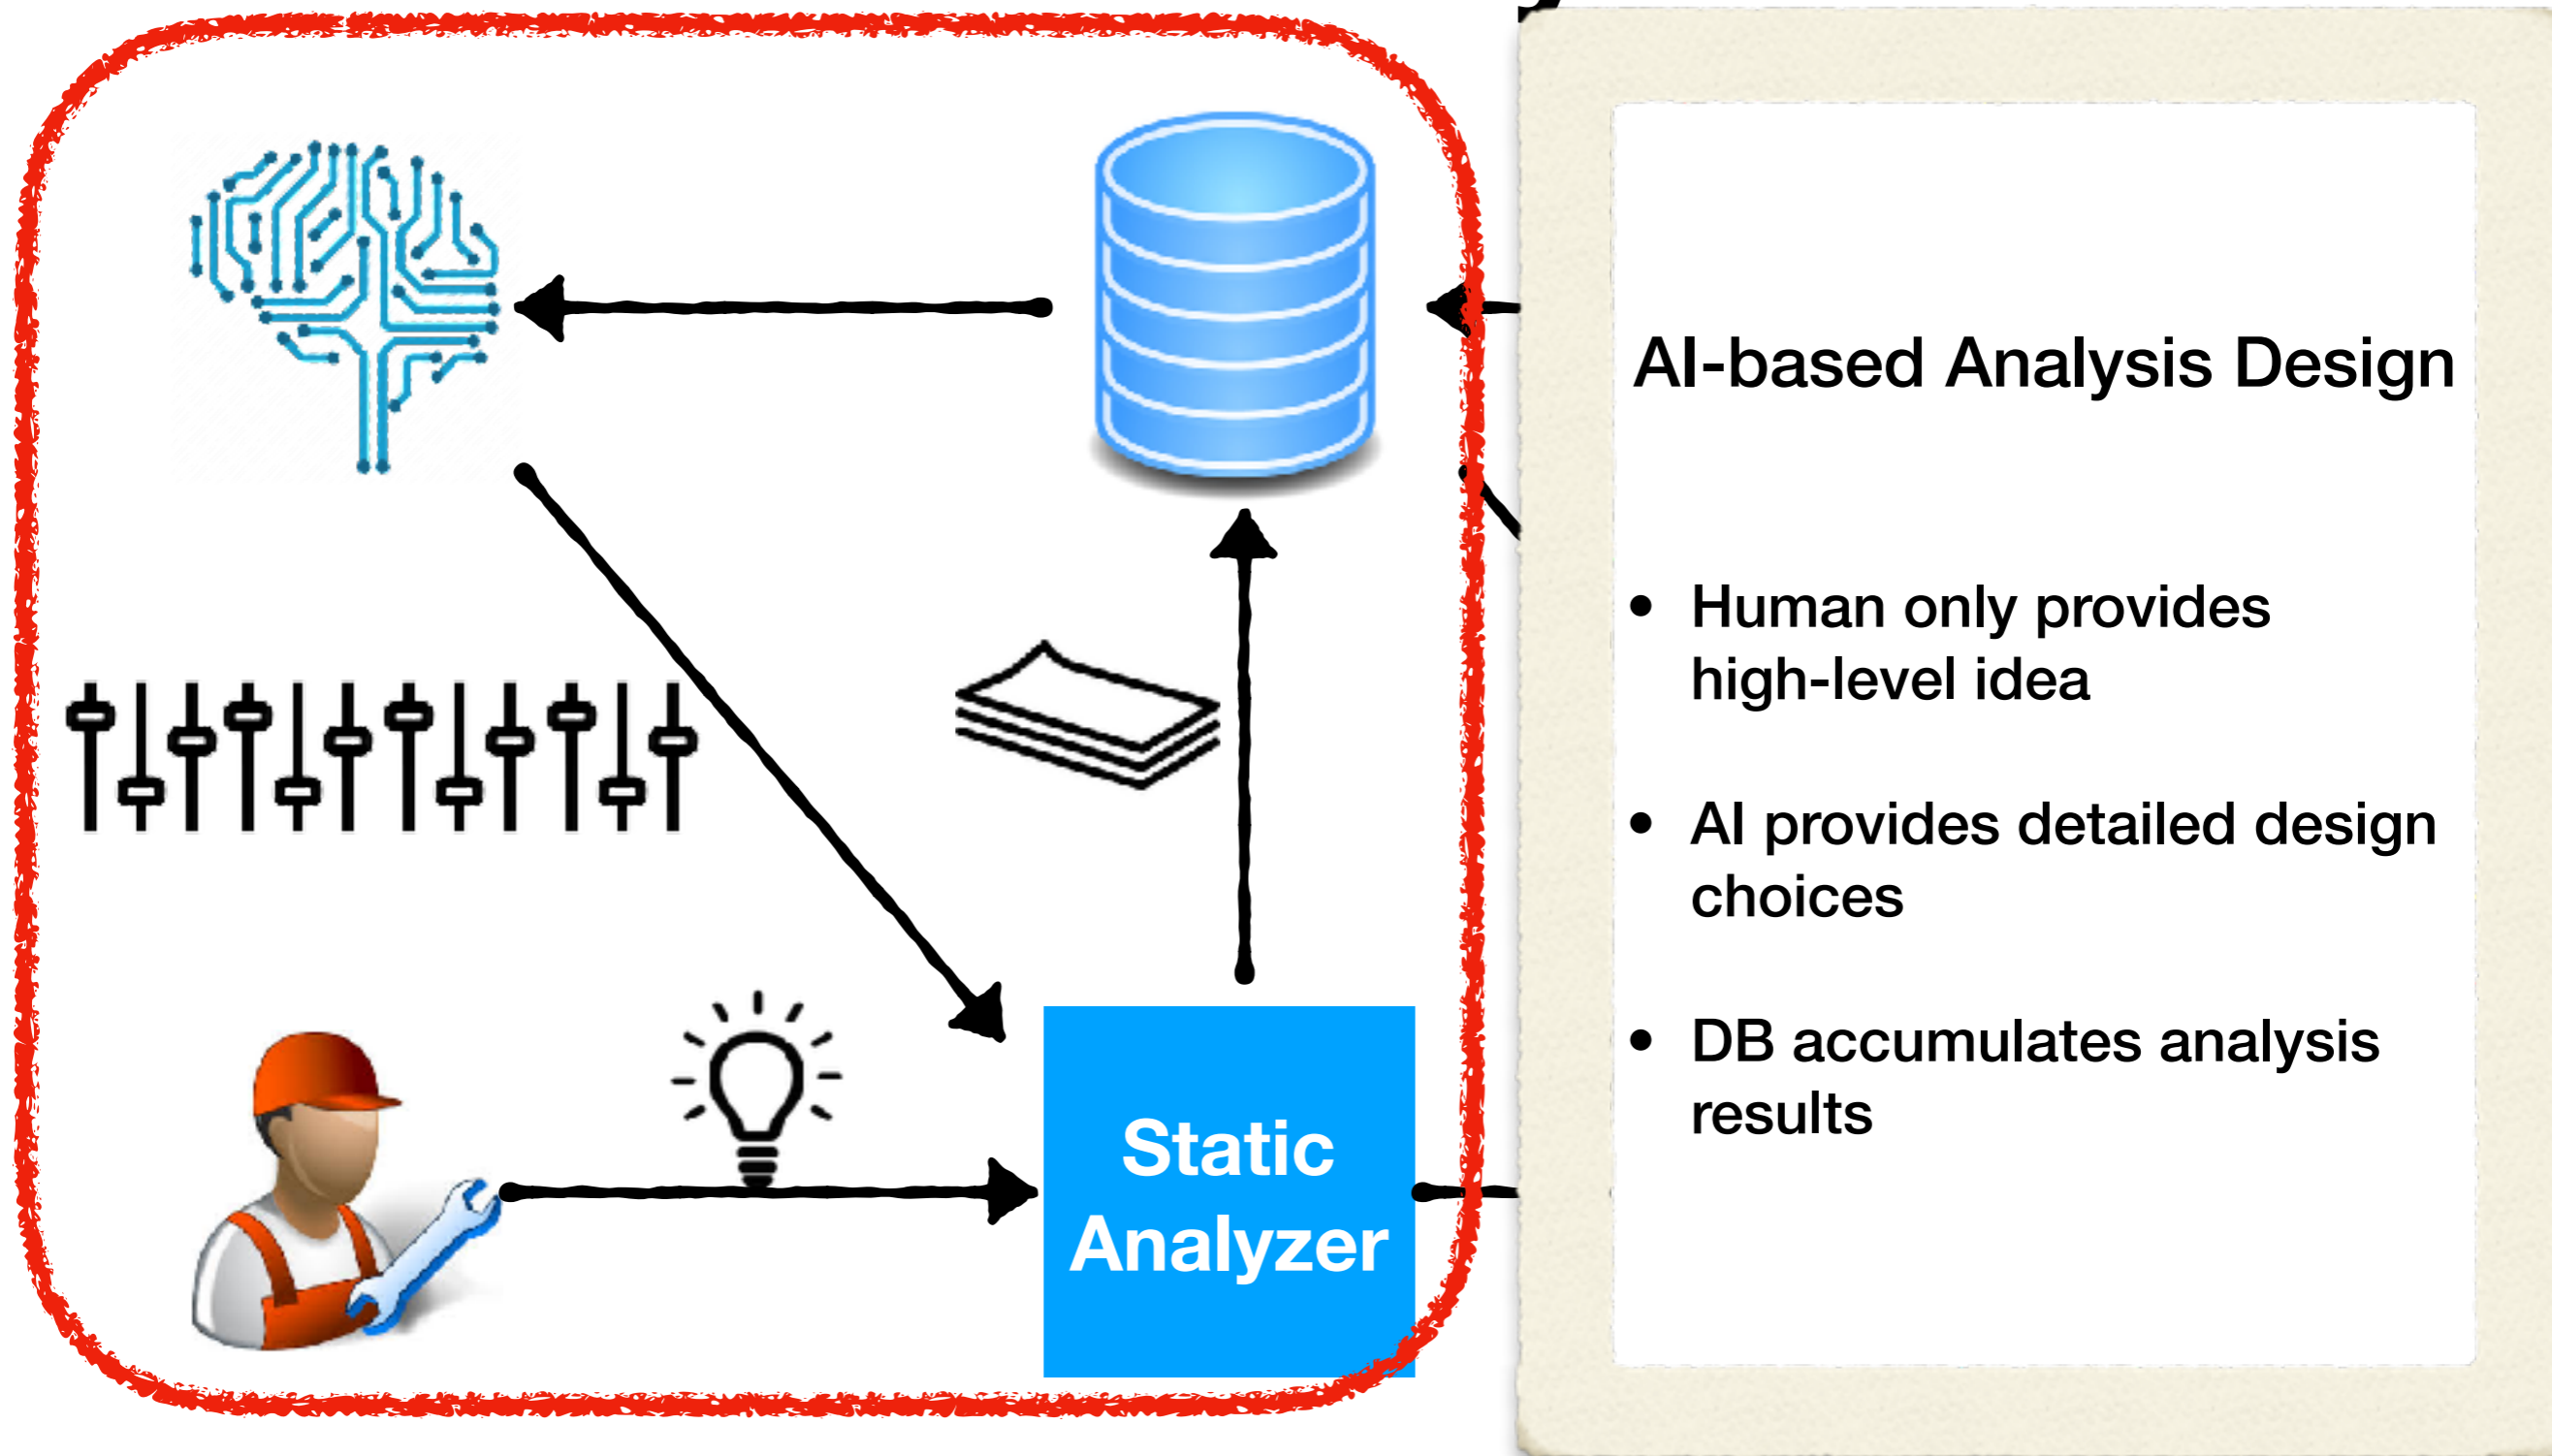 Static
Analyzer
AI-based Analysis Design
• Human only provides
high-level idea
• AI provides detailed design
choices
• DB accumulates analysis
results